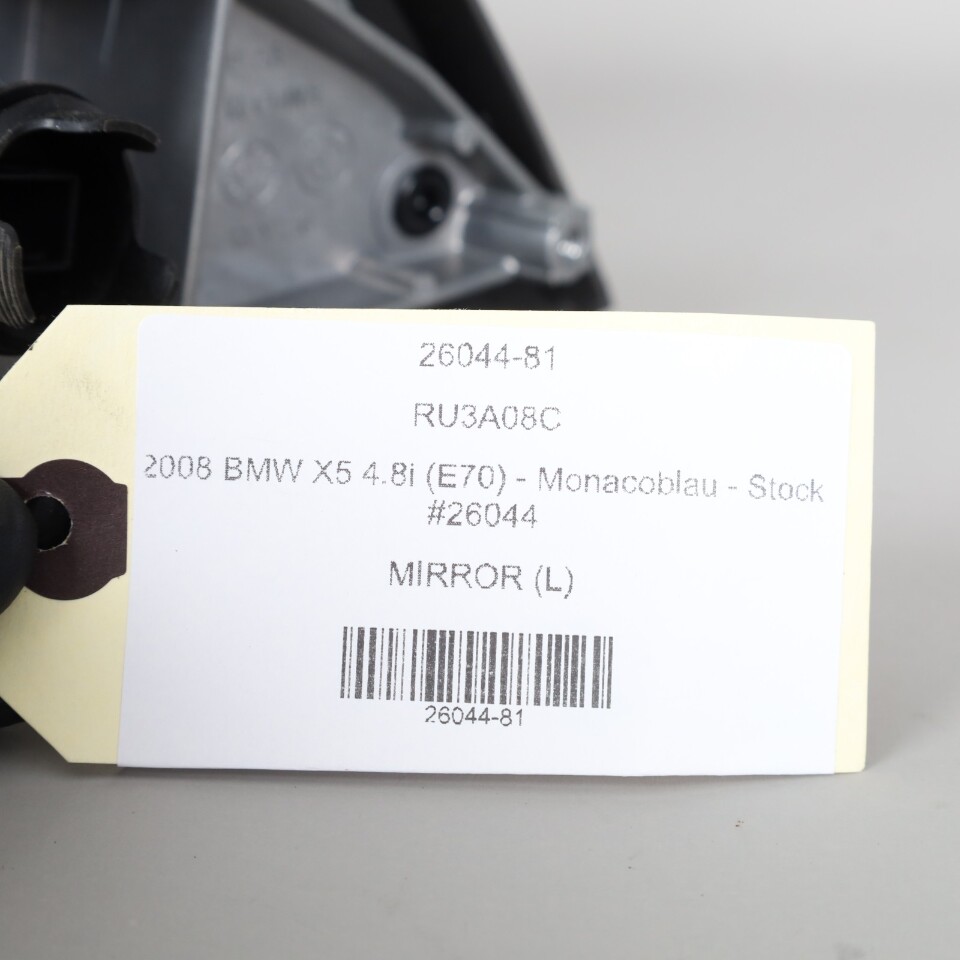 26044-81
RU3A08C
2008 BMW X5 4.8i (E70) - Monacoblau - Stock
#26044
MIRROR (L)
26044-81